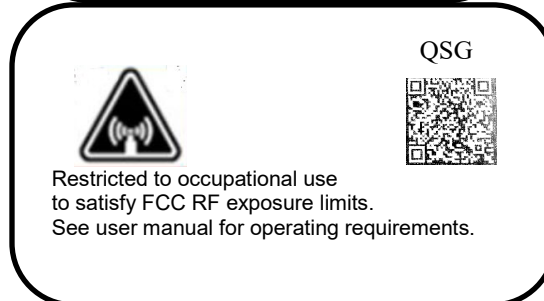 QSG
Restricted to occupational use
to satisfy FCC RF exposure limits.
See user manual for operating requirements.